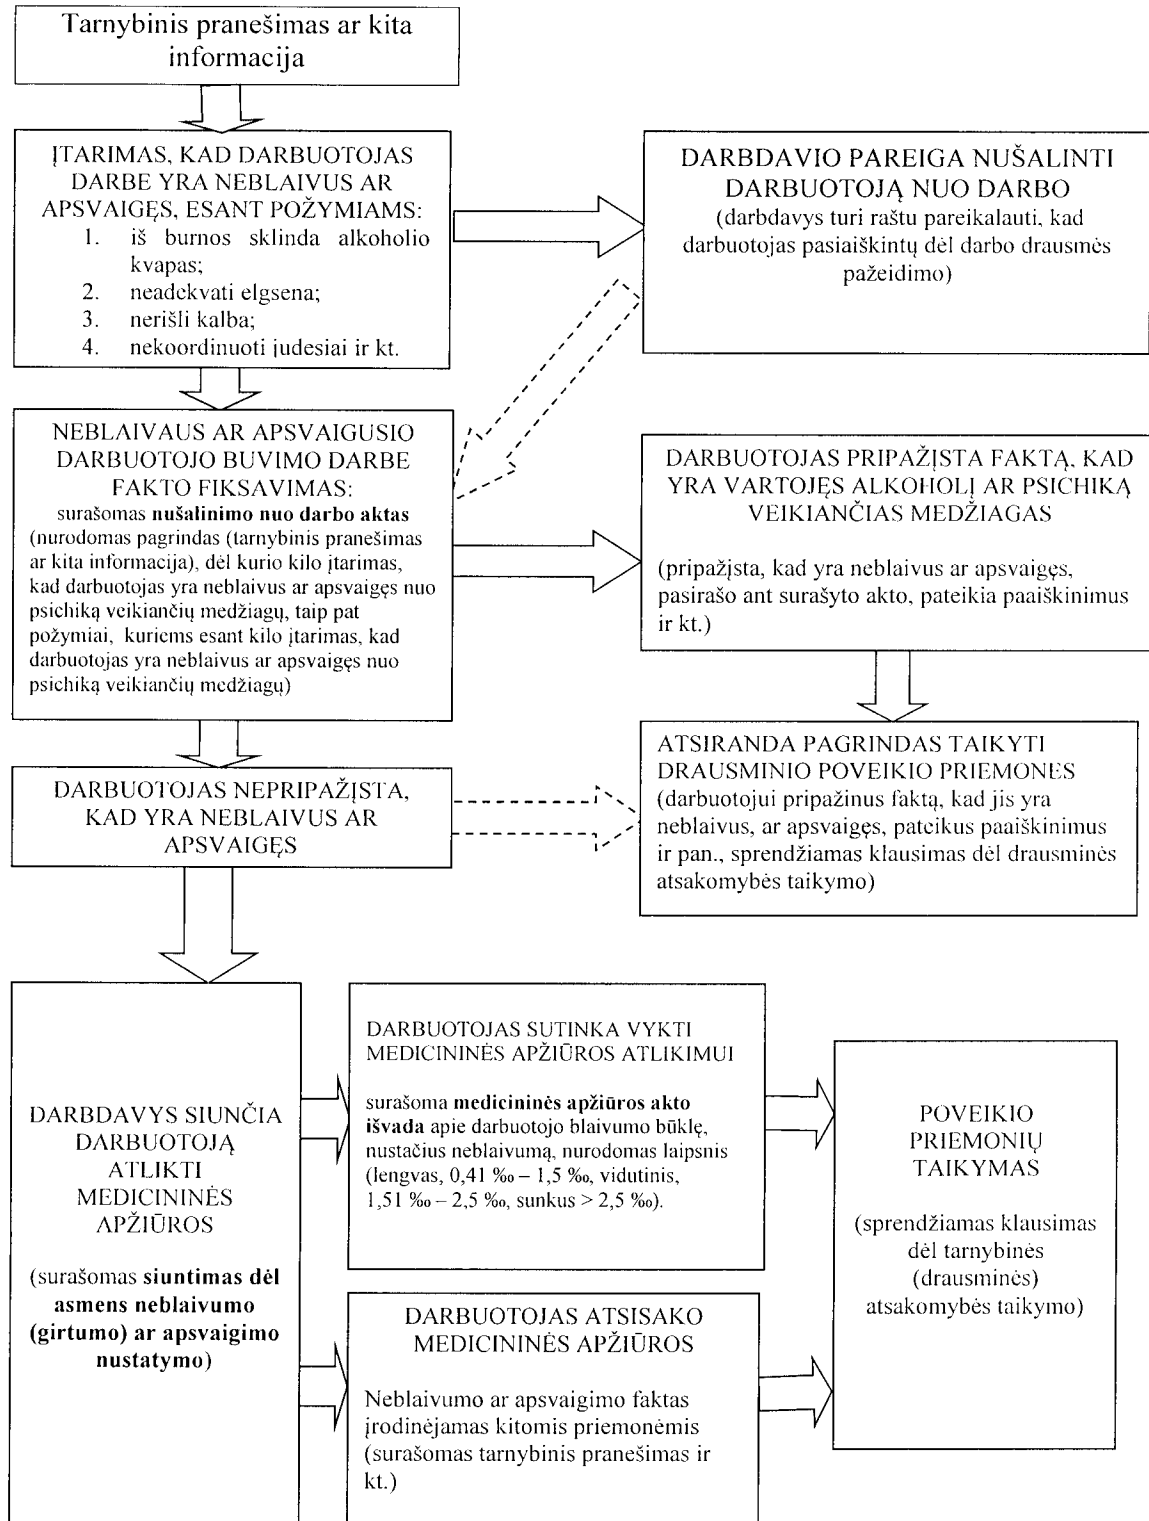 Tarnybinis pranešimas ar kita
informacija
ĮTARIMAS, KAD DARBUOTOJAS
DARBE YRA NEBLAIVUS AR
APSVAIGĘS, ESANT POŽYMIAMS:
1. iš burnos sklinda alkoholio
kvapas;
2. neadekvati elgsena;
3. nerišli kalba;
4. nekoordinuoti judesiai ir kt.
DARBDAVIO PAREIGA NUŠALINTI
DARBUOTOJĄ NUO DARBO
(darbdavys turi raštu pareikalauti, kad
darbuotojas pasiaiškintų dėl darbo drausmės
pažeidimo)
NEBLAIVAUS AR APSVAIGUSIO
DARBUOTOJO BUVIMO DARBE
FAKTO FIKSAVIMAS:
surašomas nušalinimo nuo darbo aktas
(nurodomas pagrindas (tarnybinis pranešimas
ar kita informacija), dėl kurio kilo įtarimas,
kad darbuotojas yra neblaivus ar apsvaigęs nuo
psichiką veikiančių medžiagų, taip pat
požymiai, kuriems esant kilo įtarimas, kad
darbuotojas yra neblaivus ar apsvaigęs nuo
psichiką veikiančių medžiagų)
DARBUOTOJAS PRIPAŽĮSTA FAKTĄ, KAD
YRA VARTOJĘS ALKOHOLĮ AR PSICHIKĄ
VEIKIANČIAS MEDŽIAGAS
(pripažįsta, kad yra neblaivus ar apsvaigęs,
pasirašo ant surašyto akto, pateikia paaiškinimus
ir kt.)
DARBUOTOJAS NEPRIPAŽĮSTA,
KAD YRA NEBLAIVUS AR
APSVAIGĘS
ATSIRANDA PAGRINDAS TAIKYTI
DRAUSMINIO POVEIKIO PRIEMONES
(darbuotojui pripažinus faktą, kad jis yra
neblaivus, ar apsvaigęs, pateikus paaiškinimus
ir pan., sprendžiamas klausimas dėl drausminės
atsakomybės taikymo)
DARBDAVYS SIUNČIA
DARBUOTOJĄ
ATLIKTI
MEDICININĖS
APŽIŪROS
(surašomas siuntimas dėl
asmens neblaivumo
(girtumo) ar apsvaigimo
nustatymo)
DARBUOTOJAS SUTINKA VYKTI
MEDICININĖS APŽIŪROS ATLIKIMUI
surašoma medicininės apžiūros akto
išvada apie darbuotojo blaivumo būklę,
nustačius neblaivumą, nurodomas laipsnis
(lengvas, 0,41 ‰ – 1,5 ‰, vidutinis,
1,51 ‰ – 2,5 ‰, sunkus > 2,5 ‰).
DARBUOTOJAS ATSISAKO
MEDICININĖS APŽIŪROS
Neblaivumo ar apsvaigimo faktas
įrodinėjamas kitomis priemonėmis
(surašomas tarnybinis pranešimas ir
kt.)
POVEIKIO
PRIEMONIŲ
TAIKYMAS
(sprendžiamas klausimas
dėl tarnybinės
(drausminės)
atsakomybės taikymo)